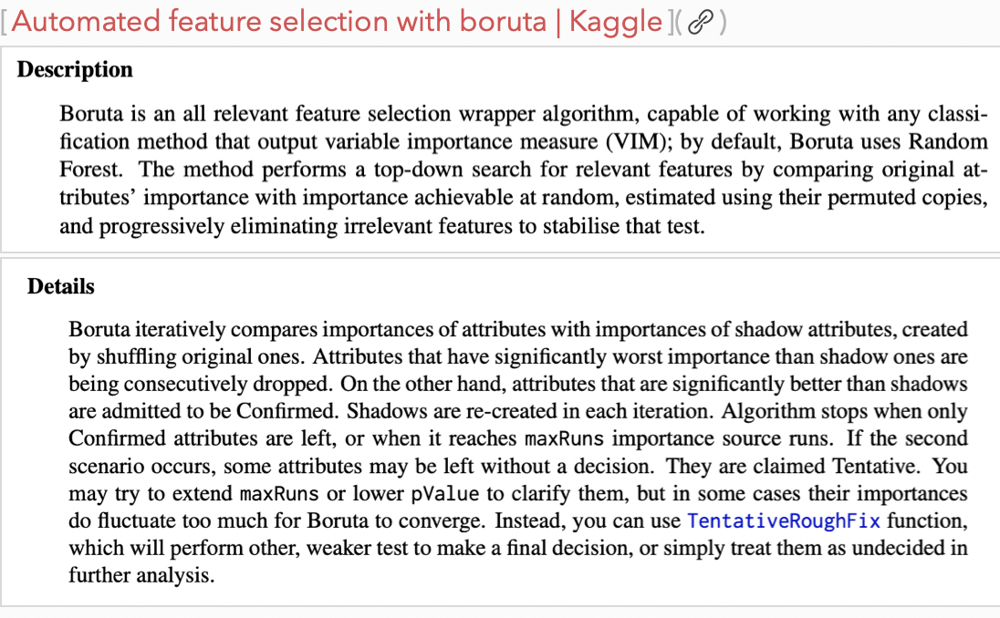 [Automated feature selection with boruta | Kaggle](🔗)
Description
Boruta is an all relevant feature selection wrapper algorithm, capable of working with any classi-
fication method that output variable importance measure (VIM); by default, Boruta uses Random
Forest. The method performs a top-down search for relevant features by comparing original at-
tributes’ importance with importance achievable at random, estimated using their permuted copies,
and progressively eliminating irrelevant features to stabilise that test.
Details
Boruta iteratively compares importances of attributes with importances of shadow attributes, created
by shuffling original ones. Attributes that have significantly worst importance than shadow ones are
being consecutively dropped. On the other hand, attributes that are significantly better than shadows
are admitted to be Confirmed. Shadows are re-created in each iteration. Algorithm stops when only
Confirmed attributes are left, or when it reaches maxRuns importance source runs. If the second
scenario occurs, some attributes may be left without a decision. They are claimed Tentative. You
may try to extend maxRuns or lower pValue to clarify them, but in some cases their importances
do fluctuate too much for Boruta to converge. Instead, you can use TentativeRoughFix function,
which will perform other, weaker test to make a final decision, or simply treat them as undecided in
further analysis.